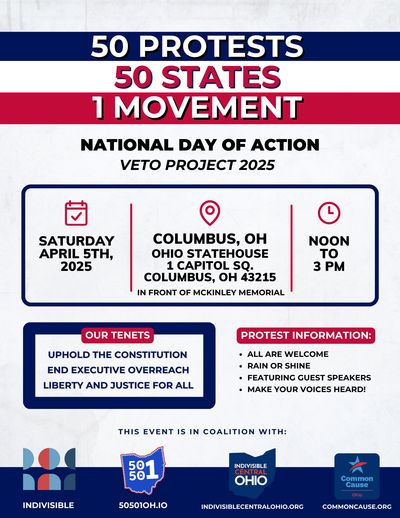 50 PROTESTS
50 STATES
1 MOVEMENT
NATIONAL DAY OF ACTION
VETO PROJECT 2025
SATURDAY
APRIL 5TH,
2025
COLUMBUS, OH
OHIO STATEHOUSE
1 CAPITOL SQ.
COLUMBUS, OH 43215
IN FRONT OF MCKINLEY MEMORIAL
NOON
TO
3 PM
OUR TENETS
UPHOLD THE CONSTITUTION
END EXECUTIVE OVERREACH
LIBERTY AND JUSTICE FOR ALL
PROTEST INFORMATION:
• ALL ARE WELCOME
• RAIN OR SHINE
• FEATURING GUEST SPEAKERS
• MAKE YOUR VOICES HEARD!
THIS EVENT IS IN COALITION WITH:
INDIVISIBLE
50
50
1
50501OH.IO
INDIVISIBLE
CENTRAL
OHIO
INDIVISIBLECENTRALOHIO.ORG
Common
Cause
Ohio
COMMONCAUSE.ORG